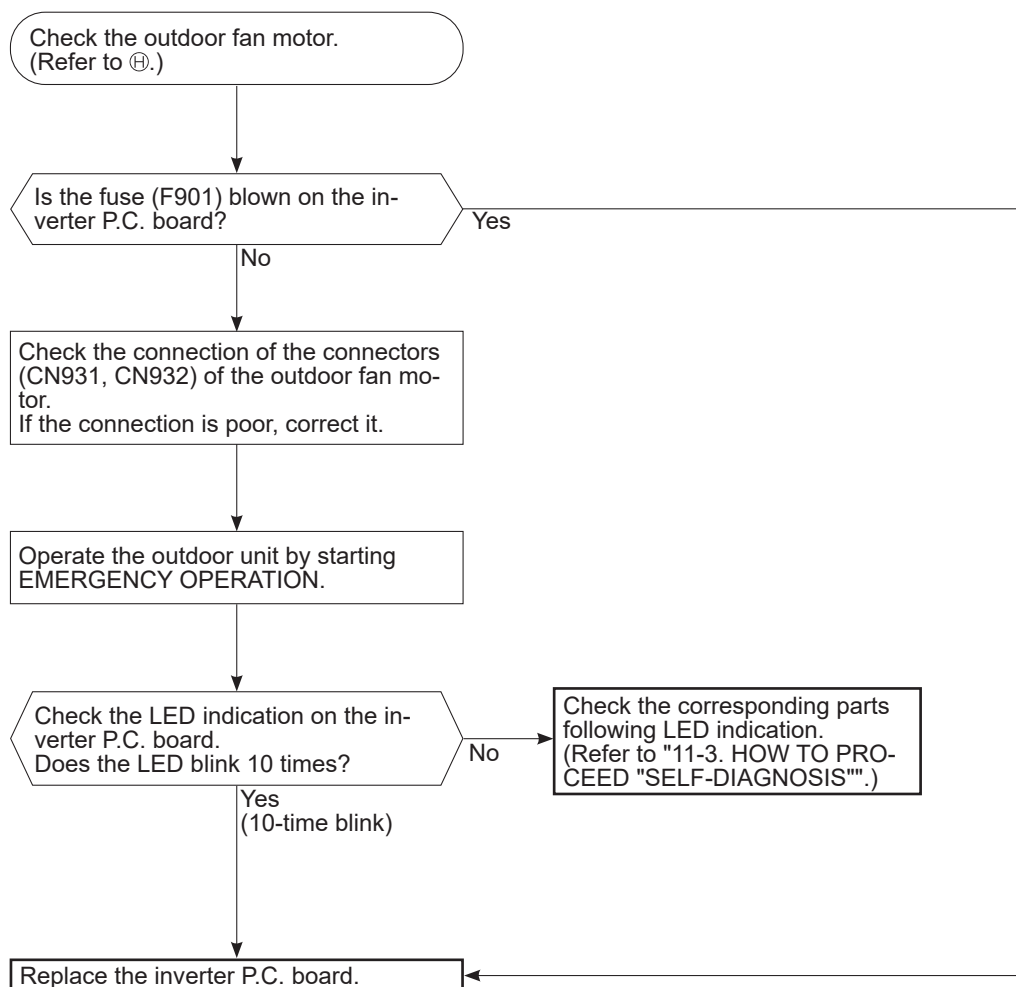 Check the outdoor fan motor.
(Refer to Ⓗ.)
Is the fuse (F901) blown on the in-
verter P.C. board?
Yes
No
Check the connection of the connectors
(CN931, CN932) of the outdoor fan mo-
tor.
If the connection is poor, correct it.
Operate the outdoor unit by starting
EMERGENCY OPERATION.
Check the LED indication on the in-
verter P.C. board.
Does the LED blink 10 times?
No
Check the corresponding parts
following LED indication.
(Refer to "11-3. HOW TO PRO-
CEED "SELF-DIAGNOSIS"".)
Yes
(10-time blink)
Replace the inverter P.C. board.